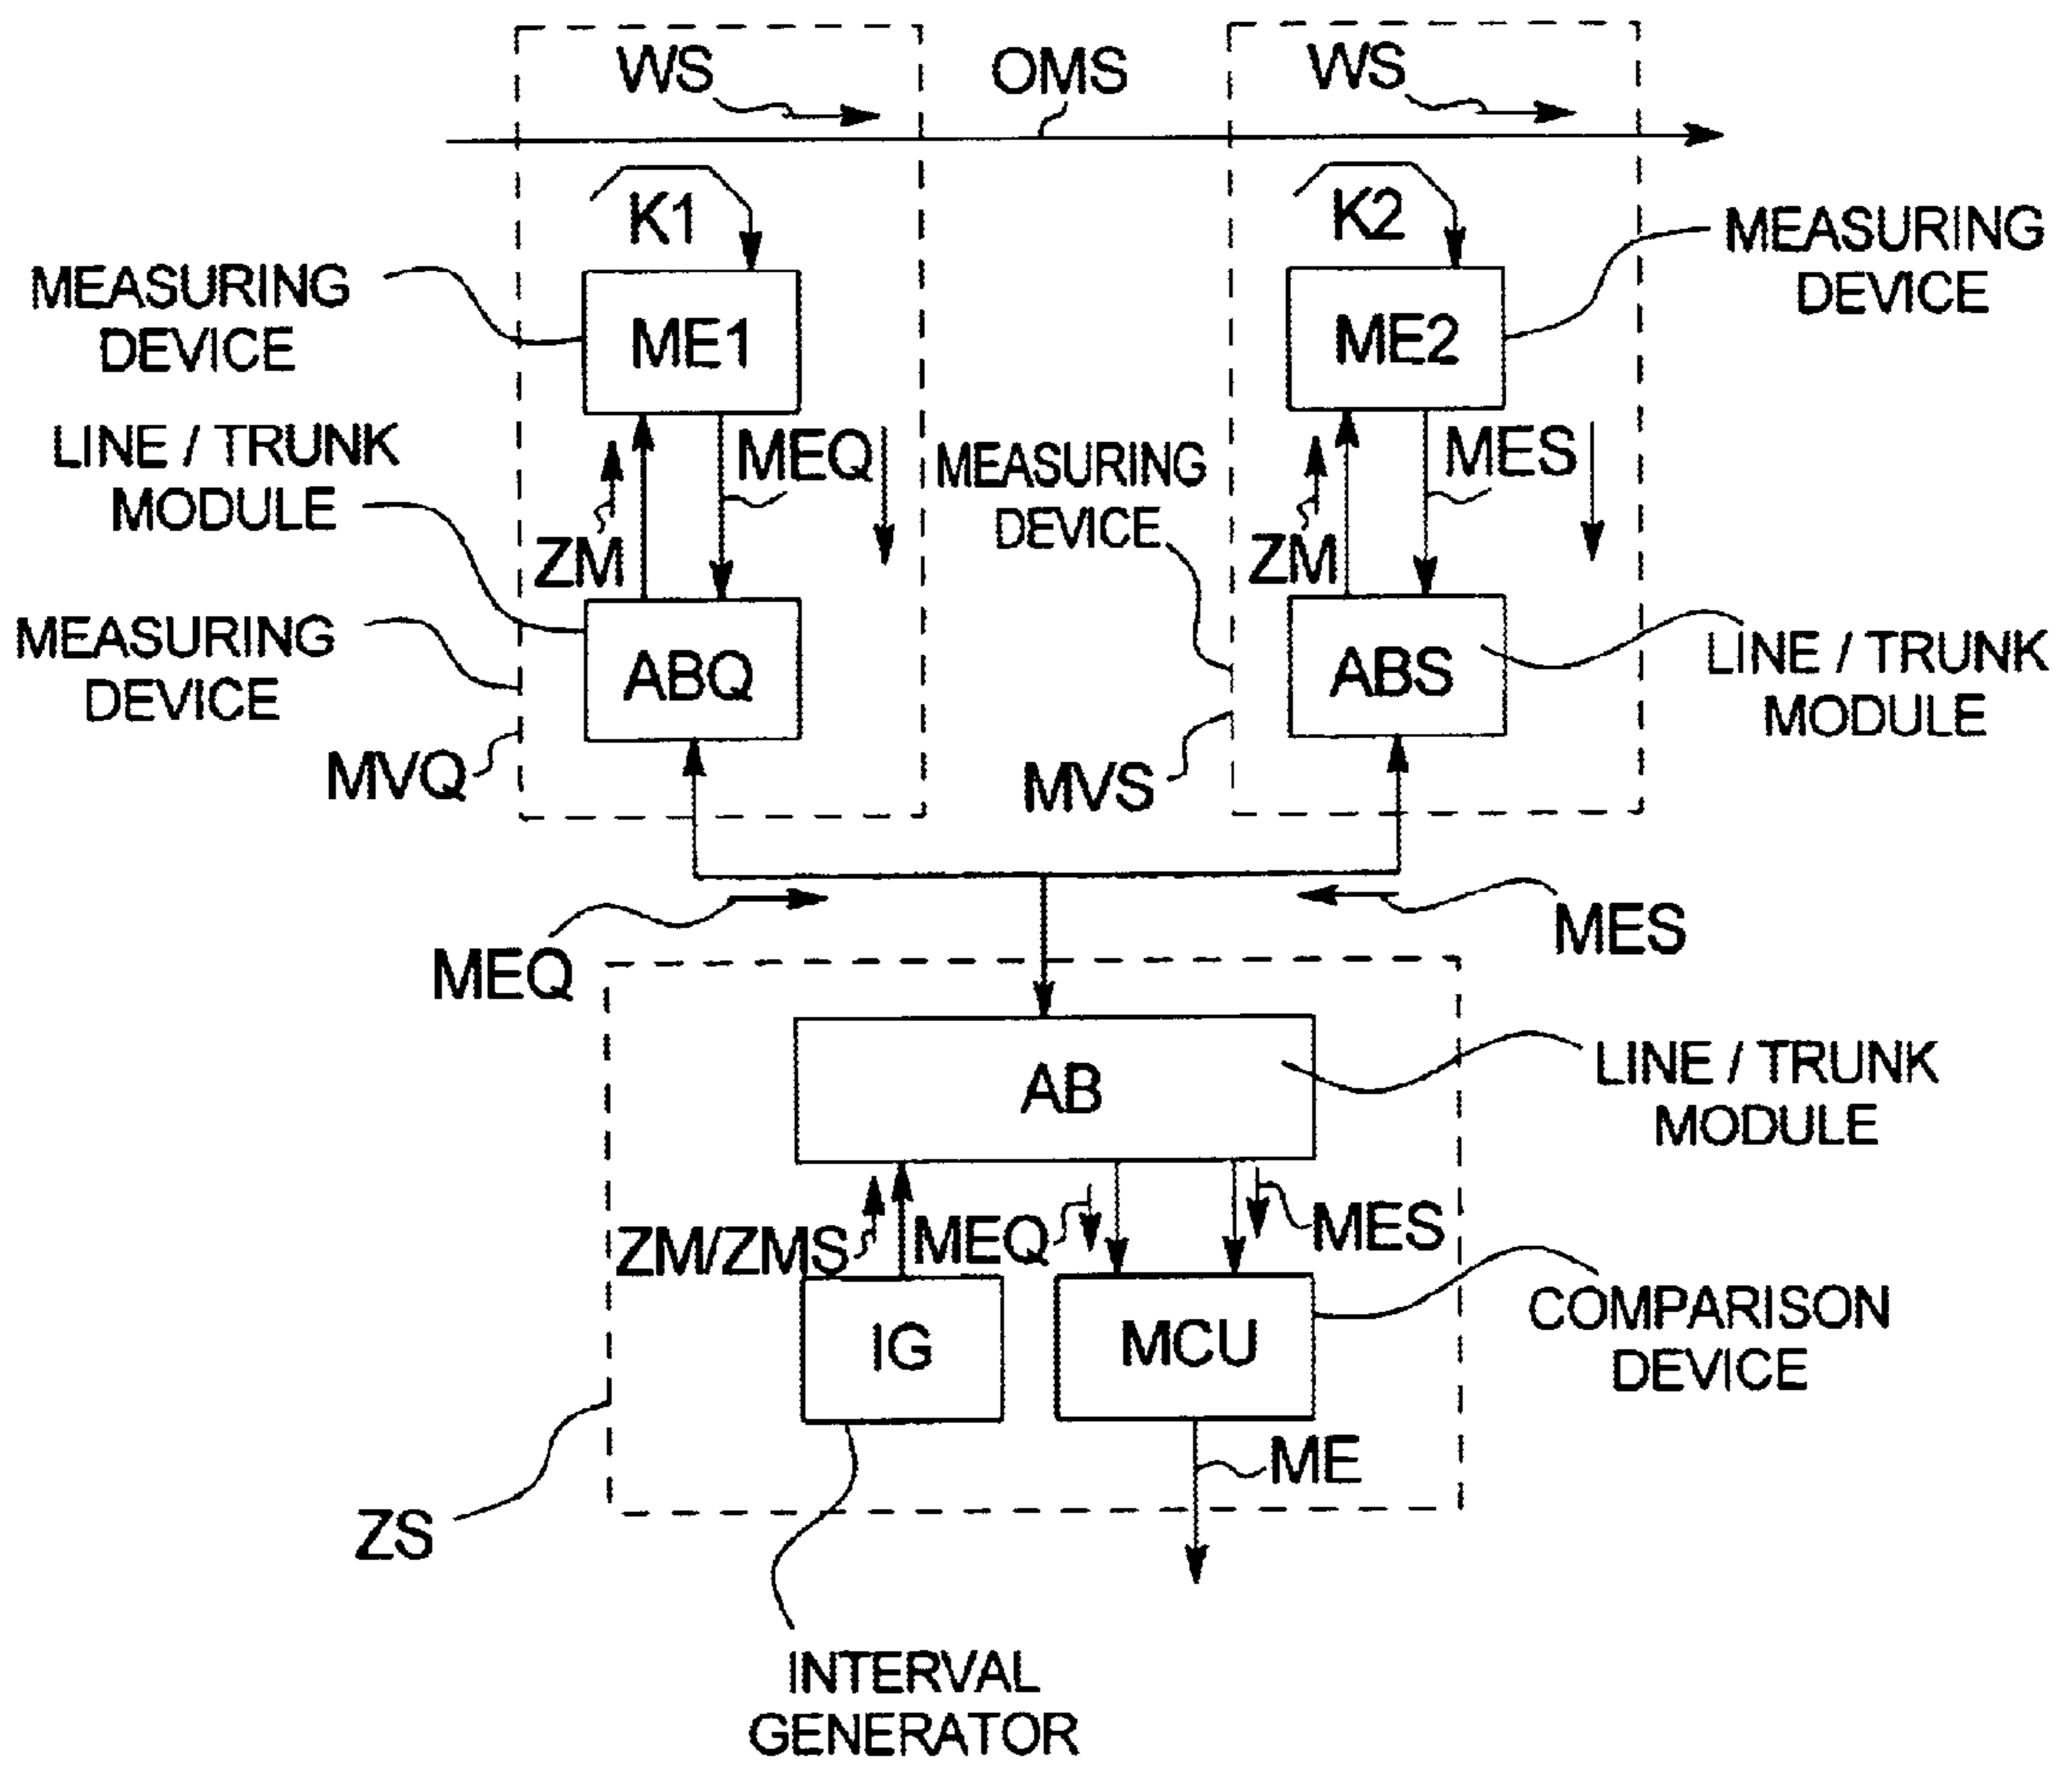 WS
OMS
WS
K1
K2
MEASURING
DEVICE
MEASURING
DEVICE
ME1
ME2
LINE / TRUNK
MODULE
MEQ
MEASURING
DEVICE
MES
ZM
ZM
MEASURING
DEVICE
ABQ
ABS
LINE / TRUNK
MODULE
MVQ
MVS
MEQ
MES
AB
LINE / TRUNK
MODULE
ZM/ZMS
MEQ
MES
IG
MCU
COMPARISON
DEVICE
ME
ZS
INTERVAL
GENERATOR